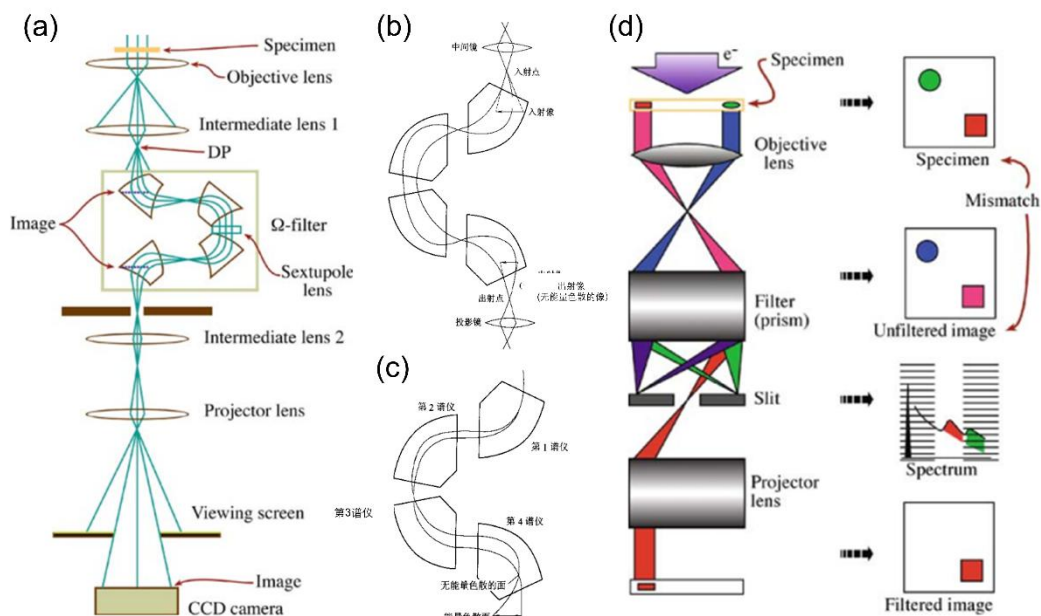 (a)
Specimen
Objective lens
Intermediate lens 1
DP
Image
Ω-filter
Sextupole
lens
Intermediate lens 2
Projector lens
Viewing screen
Image
CCD camera
(b)
中间镜
入射点
入射像
出射点
出射像
(无能量色散的像)
投影镜
(c)
第2谱仪
第1谱仪
第3谱仪
第4谱仪
无能量色散的面
(d)
e-
Specimen
Objective
lens
Specimen
Mismatch
Filter
(prism)
Unfiltered image
Slit
Spectrum
Projector
lens
Filtered image